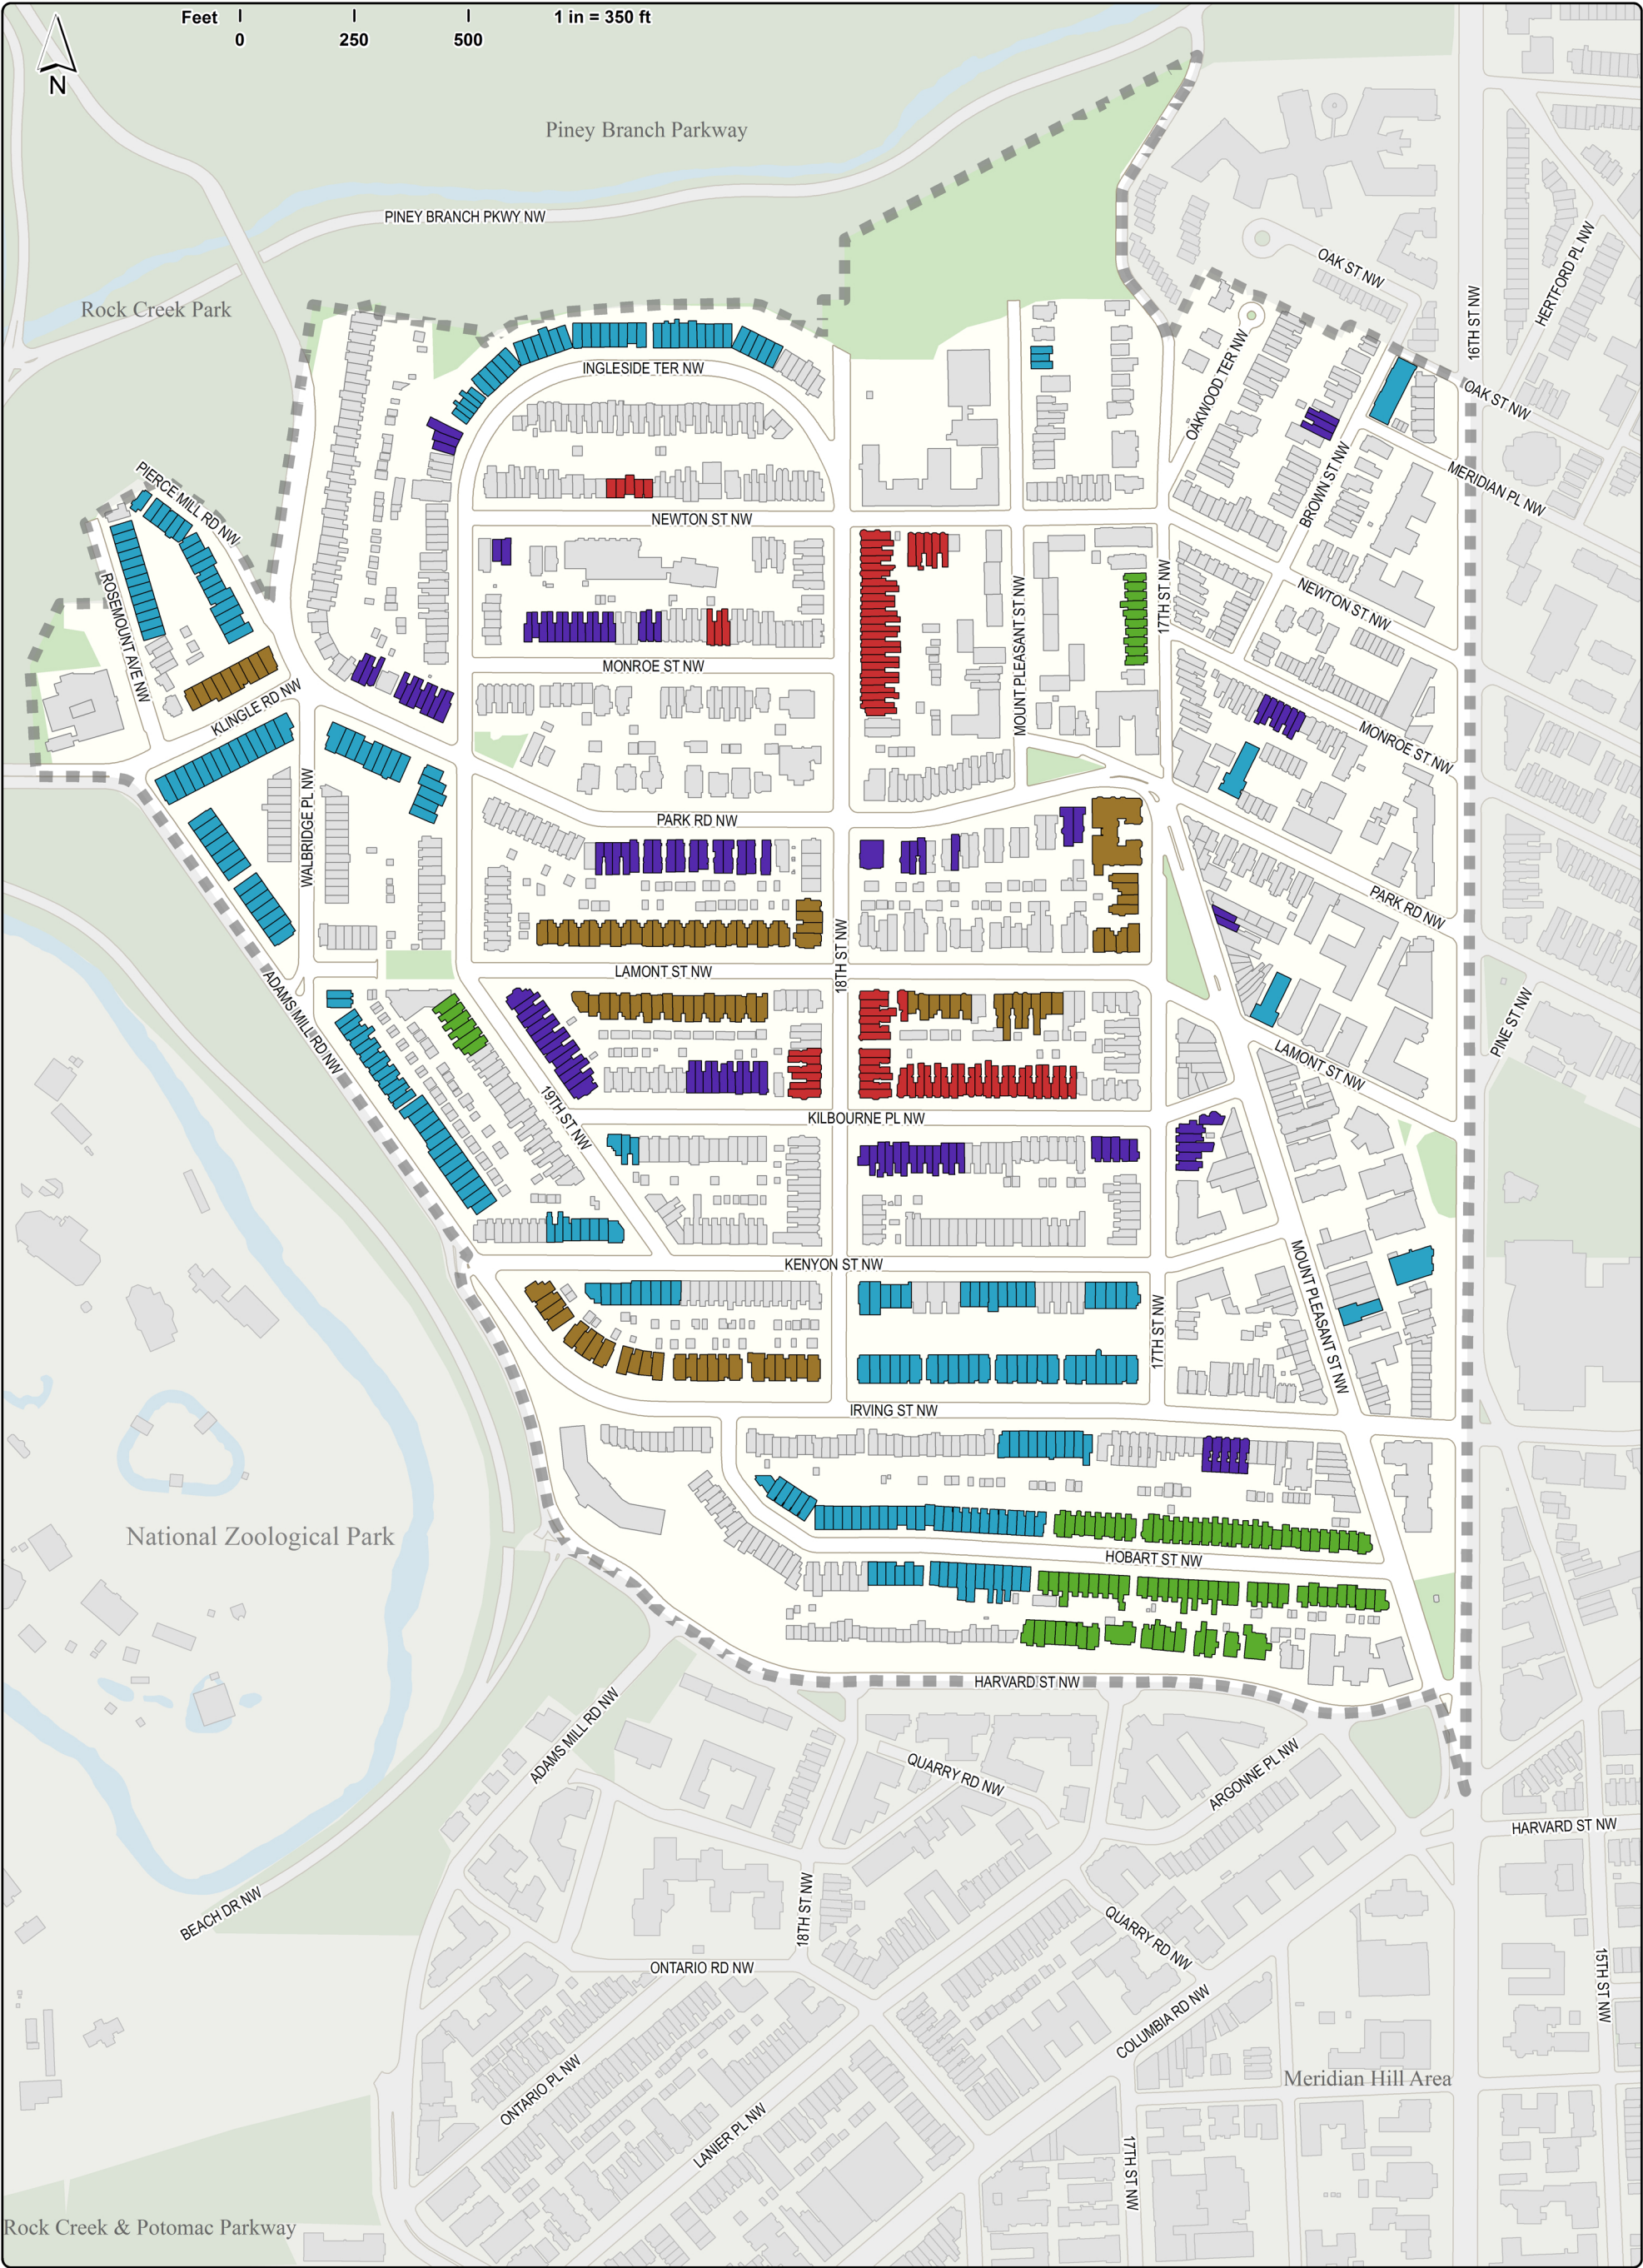 Feet
1 in = 350 ft
0
250
500
N
Piney Branch Parkway
PINEY BRANCH PKWY NW
HERTFORD PL NW
OAK ST NW
Rock Creek Park
16TH ST NW
INGLESIDE TER NW
OAKWOOD TER NW
OAK ST NW
PIERCE MILL RD NW
BROWN ST NW
MERIDIAN PL NW
NEWTON ST NW
ROSEMOUNT AVE NW
MOUNT PLEASANT ST NW
17TH ST NW
NEWTON ST NW
MONROE ST NW
KLINGLE RD NW
MONROE ST NW
WALBRIDGE PL NW
PARK RD NW
PARK RD NW
18TH ST NW
LAMONT ST NW
ADAMS MILL RD NW
PINE ST NW
LAMONT ST NW
19TH ST NW
KILBOURNE PL NW
KENYON ST NW
MOUNT PLEASANT ST NW
17TH ST NW
IRVING ST NW
National Zoological Park
HOBART ST NW
HARVARD ST NW
ADAMS MILL RD NW
QUARRY RD NW
ARGONNE PL NW
HARVARD ST NW
BEACH DR NW
18TH ST NW
QUARRY RD NW
ONTARIO RD NW
15TH ST NW
COLUMBIA RD NW
ONTARIO PL NW
Meridian Hill Area
LANIER PL NW
17TH ST NW
Rock Creek & Potomac Parkway